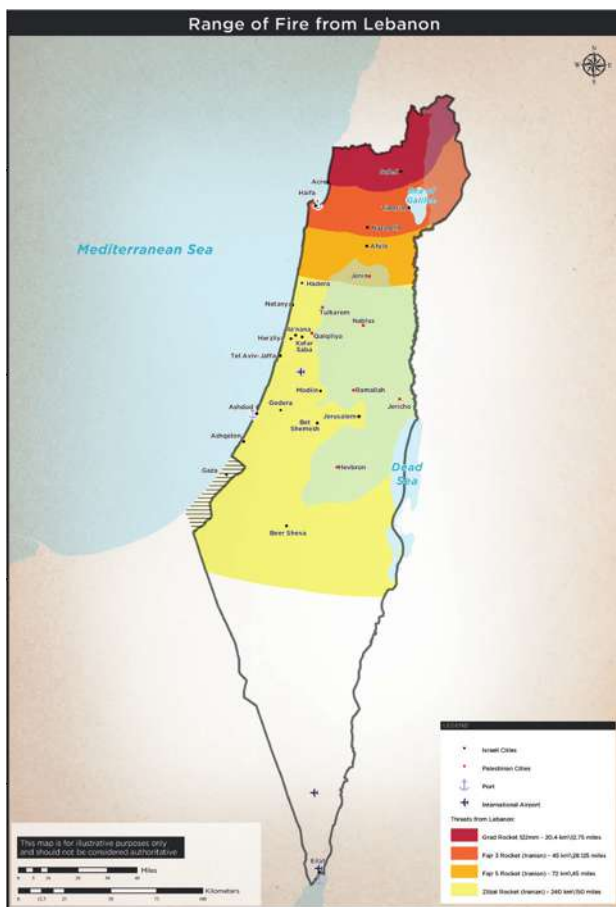 Range of Fire from Lebanon
N
W
E
S
Safed
Acre
Haifa
Sea of
Galilee
Tiberias
Nazareth
Afula
Mediterranean Sea
Jenin
Hadera
Netanya
Tulkarem
Nablus
Ra'nana
Qalqiliya
Herzliya
Kefar
Saba
Tel Aviv-Jaffa
Modiin
Ramallah
Jericho
Ashdod
Gedera
Jerusalem
Bet
Shemesh
Ashqelon
Gaza
Hevbron
Dead
Sea
Beer Sheva
Eilat
LEGEND
Israeli Cities
Palestinian Cities
Port
International Airport
Threats from Lebanon:
Grad Rocket 122mm - 20.4 km\12.75 miles
Fajr 3 Rocket (Iranian) - 45 km\28.125 miles
Fajr 5 Rocket (Iranian) - 72 km\45 miles
Zilzal Rocket (Iranian) - 240 km\150 miles
This map is for illustrative purposes only
and should not be considered authoritative
Miles
Kilometers